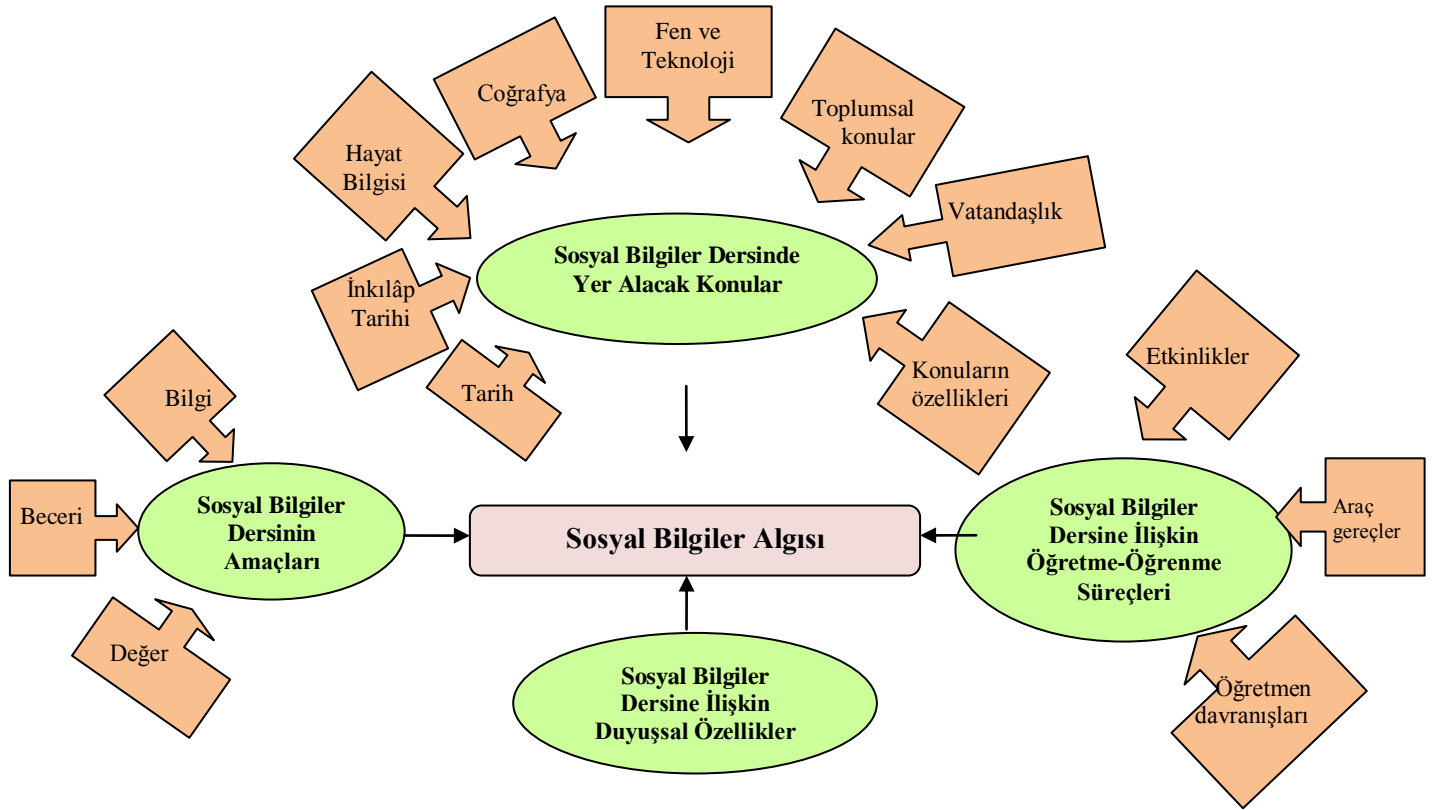 Fen ve
Teknoloji
Coğrafya
Toplumsal
konular
Hayat
Bilgisi
Vatandaşlık
Sosyal Bilgiler Dersinde
Yer Alacak Konular
İnkılâp
Tarihi
Tarih
Konuların
özellikleri
Etkinlikler
Bilgi
Beceri
Sosyal Bilgiler
Dersinin
Amaçları
Değer
Sosyal Bilgiler Algısı
Sosyal Bilgiler
Dersine İlişkin
Öğretme-Öğrenme
Süreçleri
Araç
gereçler
Sosyal Bilgiler
Dersine İlişkin
Duyuşsal Özellikler
Öğretmen
davranışları